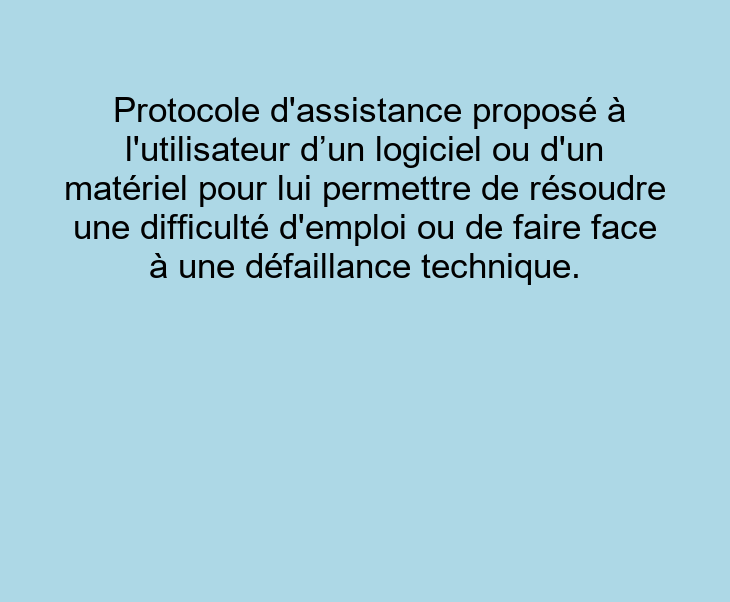 Protocole d'assistance proposé à
l'utilisateur d’un logiciel ou d'un
matériel pour lui permettre de résoudre
une difficulté d'emploi ou de faire face
à une défaillance technique.